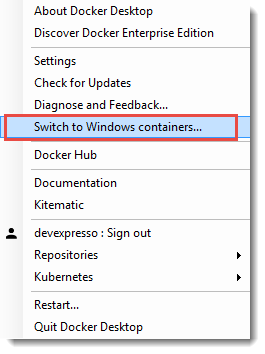 About Docker Desktop
Discover Docker Enterprise Edition
Settings
Check for Updates
Diagnose and Feedback...
Switch to Windows containers...
Docker Hub
Documentation
Kitematic
devexpresso : Sign out
Repositories
Kubernetes
Restart...
Quit Docker Desktop